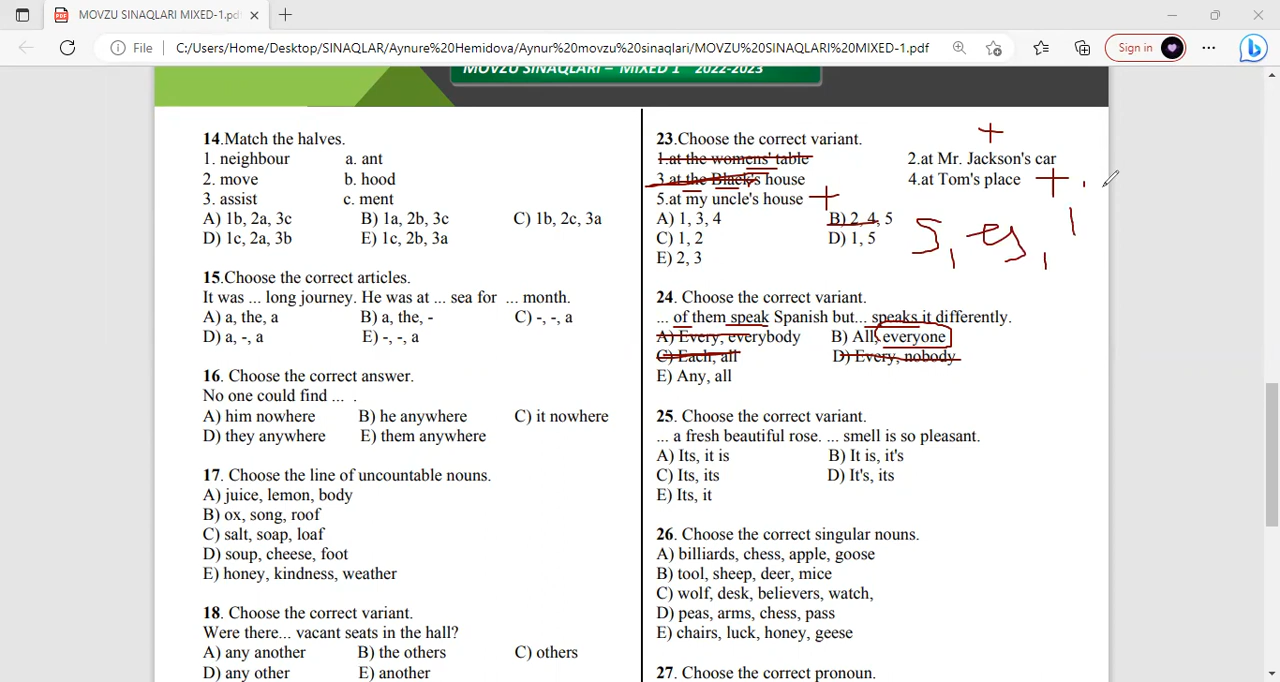 MOVZU SINAQLARI MIXED-1.pdf
File C:/Users/Home/Desktop/SINAQLAR/Aynure%20Hemidova/Aynur%20movzu%20sinaqlari/MOVZU%20SINAQLARI%20MIXED-1.pdf Sign in
MOVZU SINAQLARI – MIXED 1 2022-2023
14.Match the halves.
1. neighbour a. ant
2. move b. hood
3. assist c. ment
A) 1b, 2a, 3c B) 1a, 2b, 3c C) 1b, 2c, 3a
D) 1c, 2a, 3b E) 1c, 2b, 3a
15.Choose the correct articles.
It was ... long journey. He was at ... sea for ... month.
A) a, the, a B) a, the, - C) -, -, a
D) a, -, a E) -, -, a
16. Choose the correct answer.
No one could find ... .
A) him nowhere B) he anywhere C) it nowhere
D) they anywhere E) them anywhere
17. Choose the line of uncountable nouns.
A) juice, lemon, body
B) ox, song, roof
C) salt, soap, loaf
D) soup, cheese, foot
E) honey, kindness, weather
18. Choose the correct variant.
Were there... vacant seats in the hall?
A) any another B) the others C) others
D) any other E) another
23.Choose the correct variant. +
1.at the womens' table 2.at Mr. Jackson's car
3.at the Black's house 4.at Tom's place +
5.at my uncle's house +
A) 1, 3, 4 B) 2, 4, 5
C) 1, 2 D) 1, 5
E) 2, 3
s, es, '
24. Choose the correct variant.
... of them speak Spanish but... speaks it differently.
A) Every, everybody B) All, everyone
C) Each, all D) Every, nobody
E) Any, all
25. Choose the correct variant.
... a fresh beautiful rose. ... smell is so pleasant.
A) Its, it is B) It is, it's
C) Its, its D) It's, its
E) Its, it
26. Choose the correct singular nouns.
A) billiards, chess, apple, goose
B) tool, sheep, deer, mice
C) wolf, desk, believers, watch,
D) peas, arms, chess, pass
E) chairs, luck, honey, geese
27. Choose the correct pronoun.